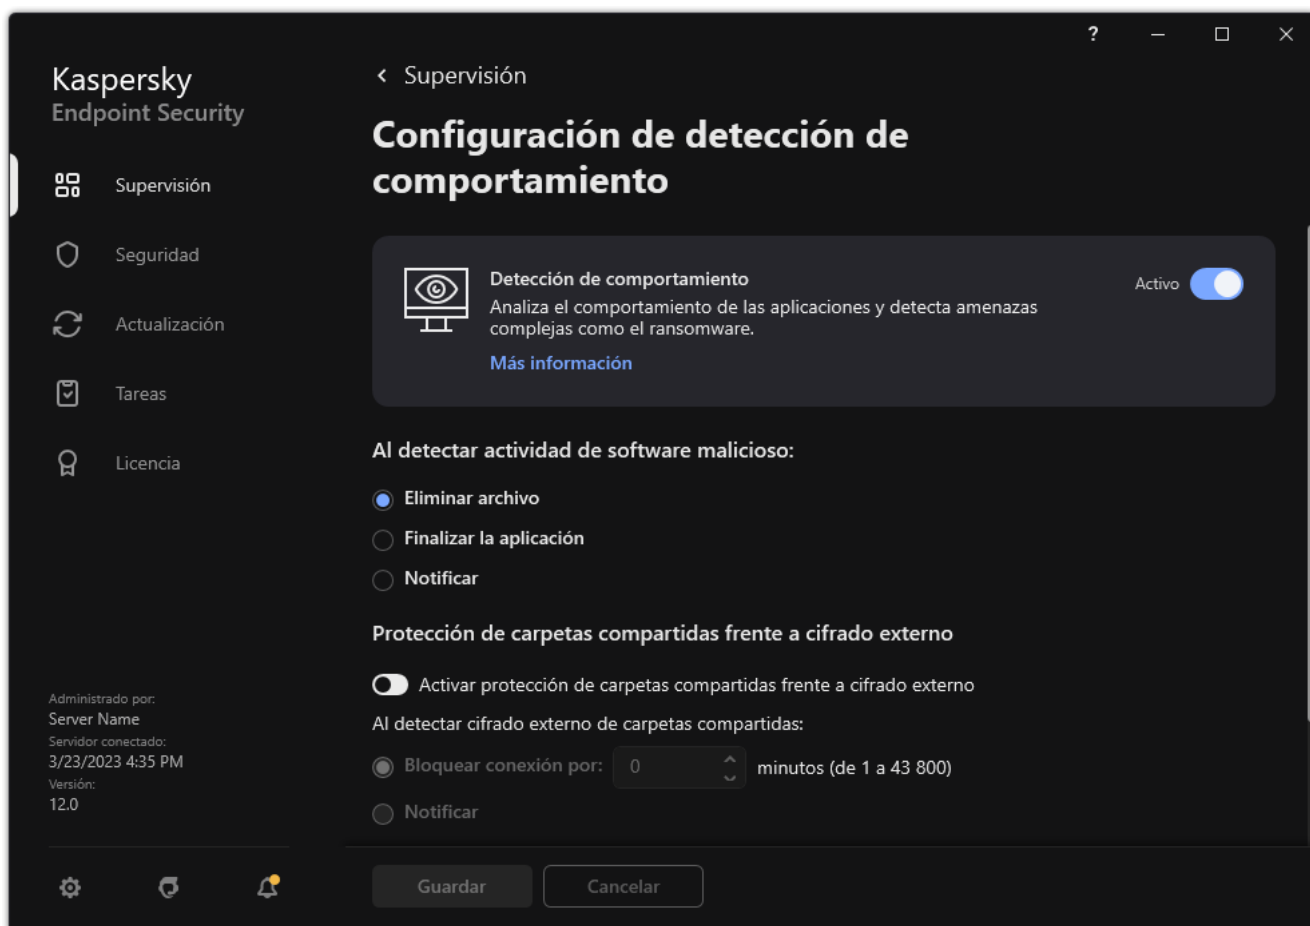 ?
Kaspersky
Endpoint Security
Supervisión
Seguridad
Actualización
Tareas
Licencia
Administrado por:
Server Name
Servidor conectado:
3/23/2023 4:35 PM
Versión:
12.0
Supervisión
Configuración de detección de
comportamiento
Detección de comportamiento
Activo
Analiza el comportamiento de las aplicaciones y detecta amenazas
complejas como el ransomware.
Más información
Al detectar actividad de software malicioso:
Eliminar archivo
Finalizar la aplicación
Notificar
Protección de carpetas compartidas frente a cifrado externo
Activar protección de carpetas compartidas frente a cifrado externo
Al detectar cifrado externo de carpetas compartidas:
Bloquear conexión por: 0 minutos (de 1 a 43 800)
Notificar
Guardar Cancelar